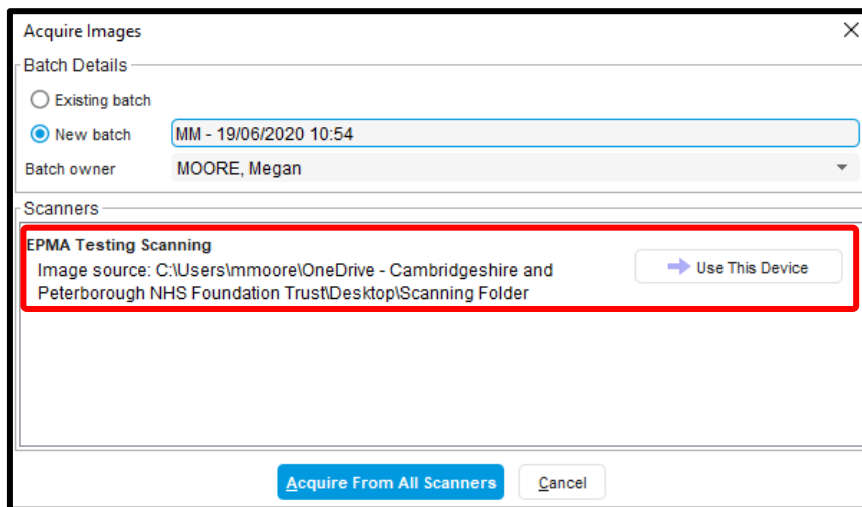 Acquire Images
Batch Details
Existing batch
New batch MM - 19/06/2020 10:54
Batch owner MOORE, Megan
Scanners
EPMA Testing Scanning
Image source: C:\Users\mmoore\OneDrive - Cambridgeshire and
Peterborough NHS Foundation Trust\Desktop\Scanning Folder
Use This Device
Acquire From All Scanners Cancel